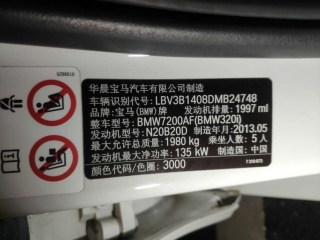 华晨宝马汽车有限公司制造
车辆识别代号: LBV3B1408DMB24748
品牌: 宝马(BMW) 发动机排量: 1997 ml
整车型号: BMW7200AF(BMW320i)
发动机型号: N20B20D 制造年月: 2013.05
最大允许总质量: 1980 kg 乘坐人数: 5 人
发动机最大净功率: 135 kW 制造国: 中国
颜色代码/色圈: 3000